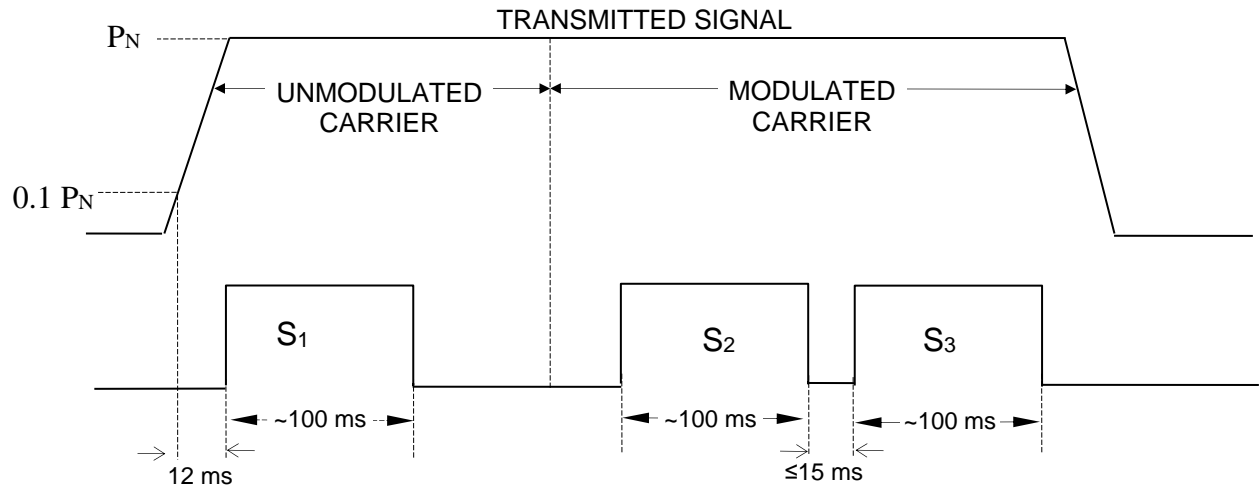 TRANSMITTED SIGNAL
PN
UNMODULATED
CARRIER
MODULATED
CARRIER
0.1 PN
S1
S2
S3
~100 ms
~100 ms
~100 ms
12 ms
≤15 ms